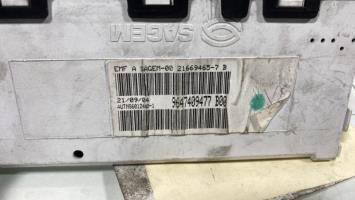 SAGEM
EMF A SAGEM-00 21669465-7 B
21/09/04
9647409477 B00